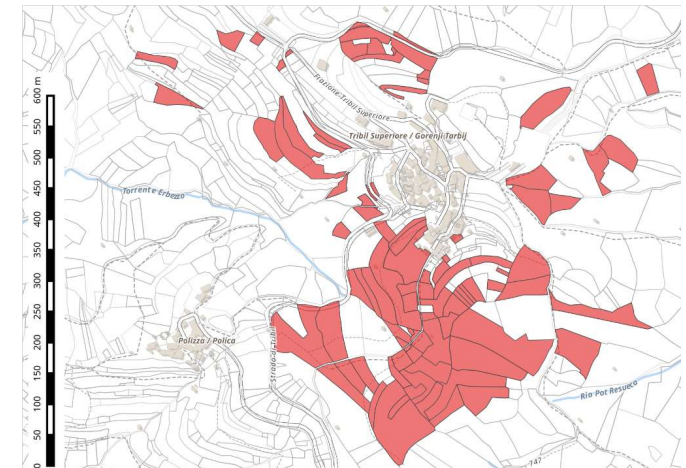 600 m
550
500
450
400
350
300
250
200
150
100
50
0
Frazione Tribil Superiore
Tribil Superiore / Gorenji Tarbij
Torrente Erbezzo
Polizza / Polica
Strada di Tribil
Rio Pot Resueca
747